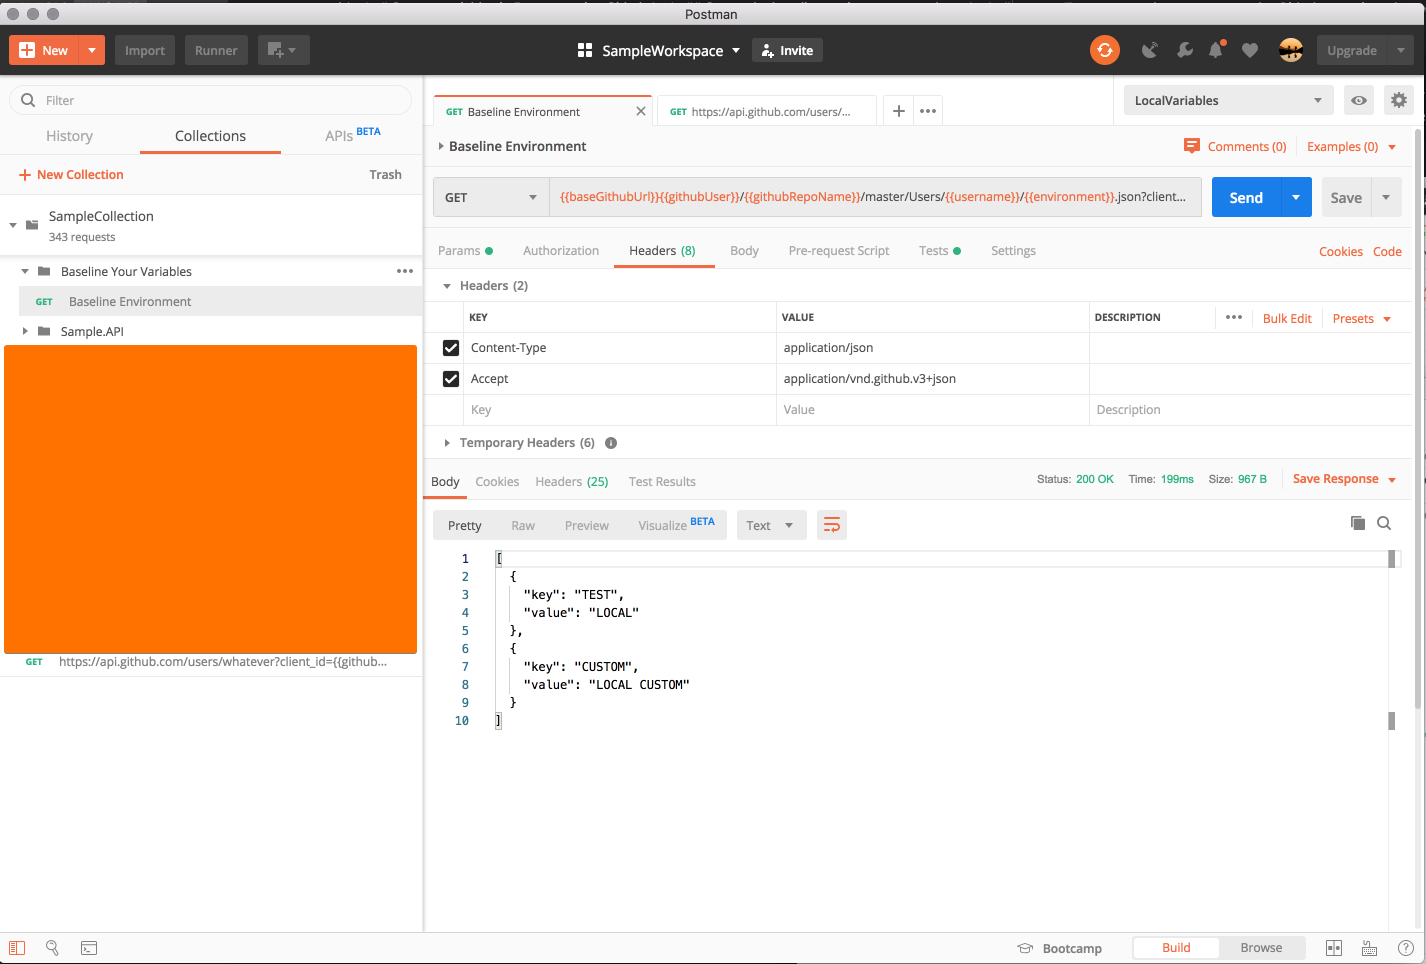 Postman
New
Import
Runner
SampleWorkspace
Invite
Upgrade
Filter
History
Collections
APIs BETA
New Collection
Trash
SampleCollection
343 requests
Baseline Your Variables
GET Baseline Environment
Sample.API
GET https://api.github.com/users/whatever?client_id={{github...
GET Baseline Environment
GET https://api.github.com/users/...
LocalVariables
Baseline Environment
Comments (0)
Examples (0)
GET
{{baseGithubUrl}}{{githubUser}}/{{githubRepoName}}/master/Users/{{username}}/{{environment}}.json?client...
Send
Save
Params
Authorization
Headers (8)
Body
Pre-request Script
Tests
Settings
Cookies
Code
Headers (2)
KEY VALUE DESCRIPTION
Bulk Edit
Presets
Content-Type application/json
Accept application/vnd.github.v3+json
Key Value Description
Temporary Headers (6)
Body
Cookies
Headers (25)
Test Results
Status: 200 OK
Time: 199ms
Size: 967 B
Save Response
Pretty
Raw
Preview
Visualize BETA
Text
1 [
2 {
3 "key": "TEST",
4 "value": "LOCAL"
5 },
6 {
7 "key": "CUSTOM",
8 "value": "LOCAL CUSTOM"
9 }
10 ]
Bootcamp
Build
Browse